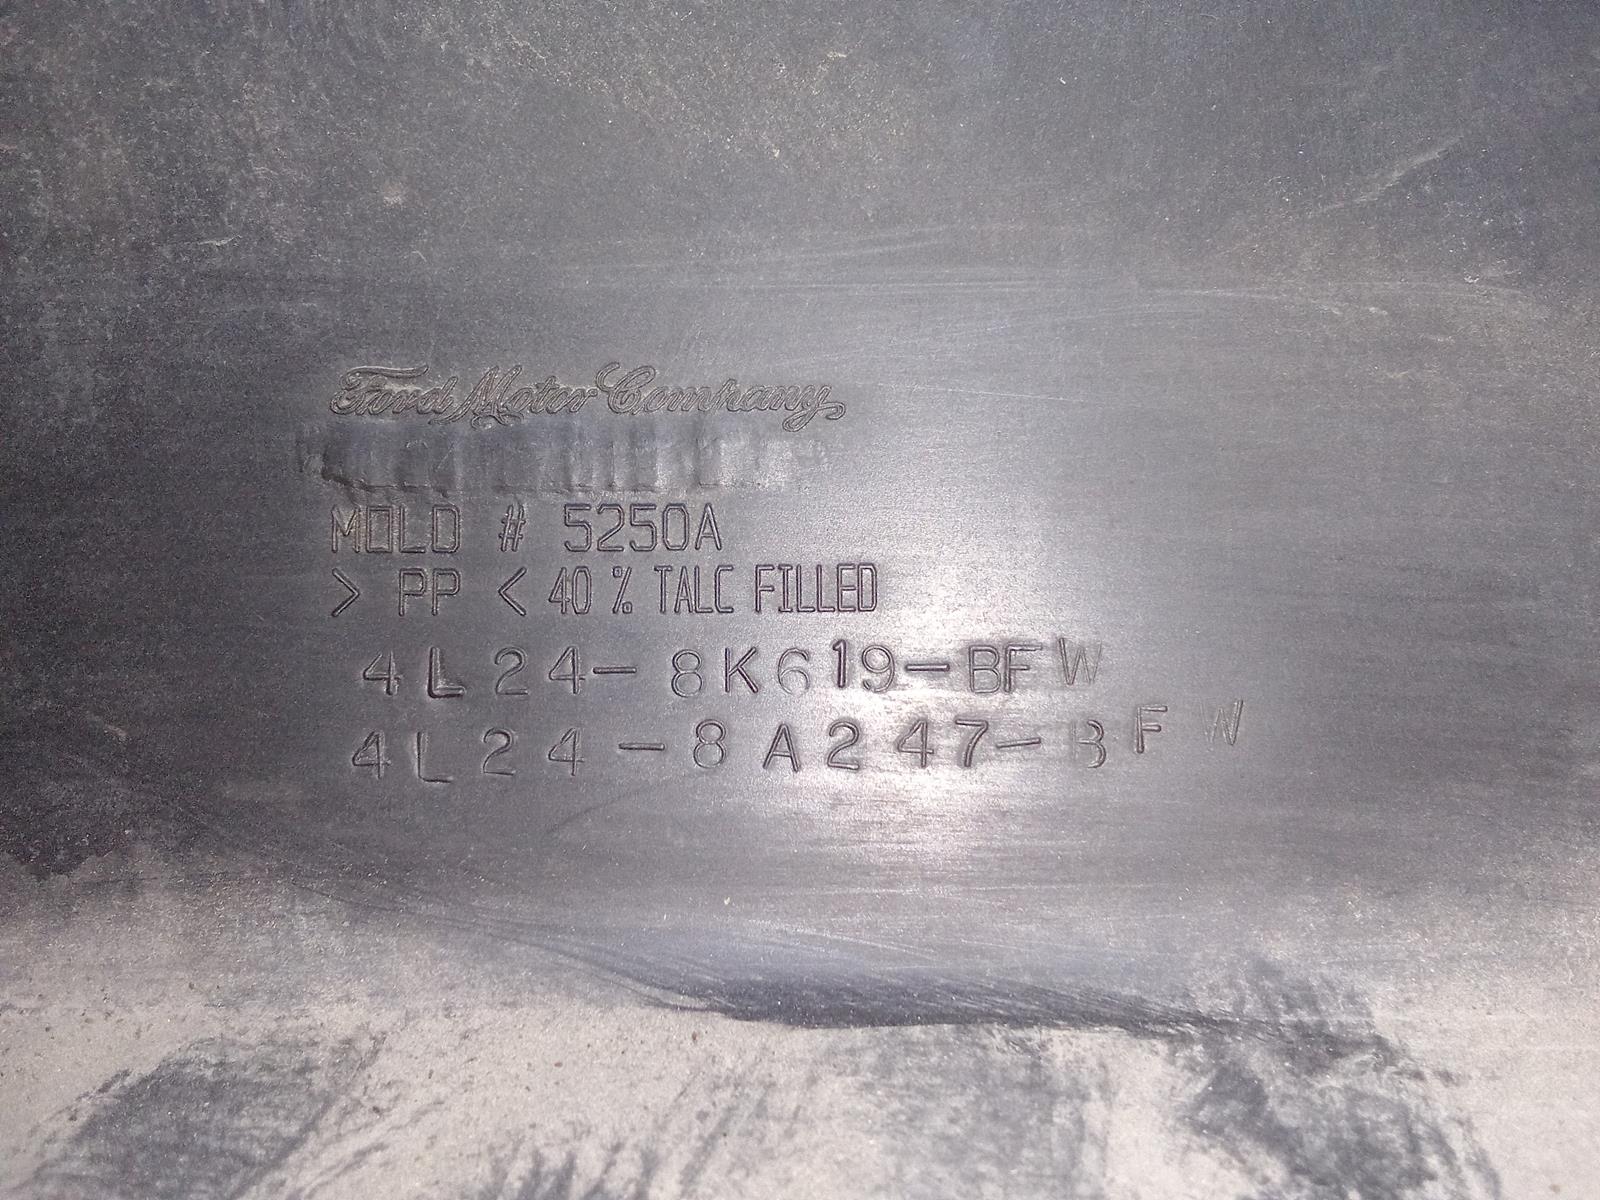 Ford Motor Company
MOLD # 5250A
> PP < 40 % TALC FILLED
4L24-8K619-BFW
4L24-8A247-BFW